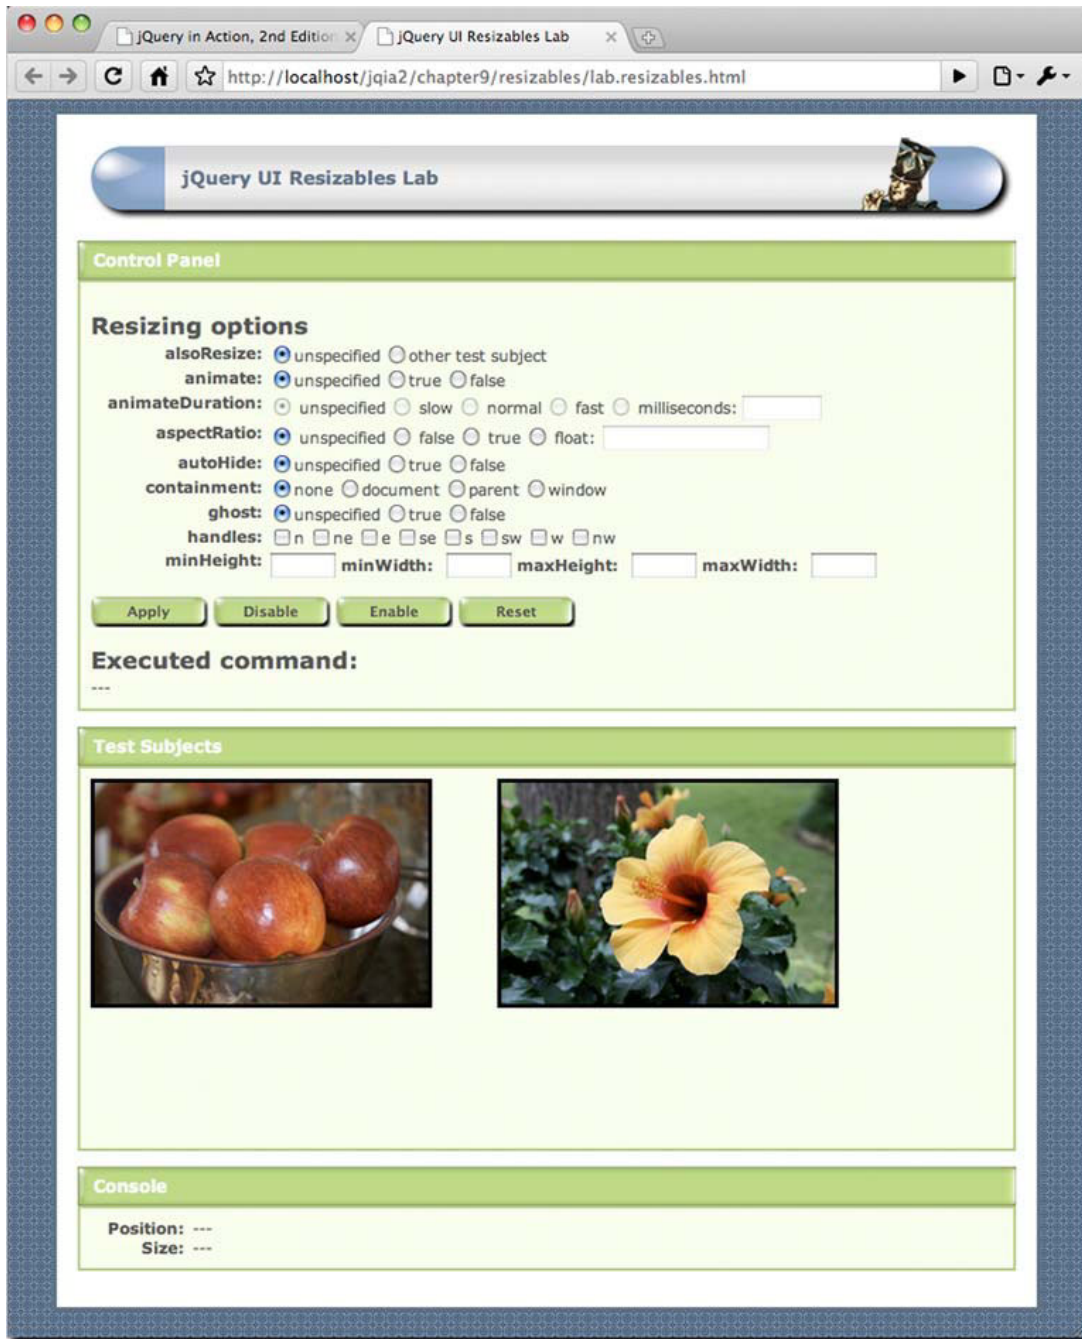 jQuery in Action, 2nd Edition
jQuery UI Resizables Lab
http://localhost/jqia2/chapter9/resizables/lab.resizables.html
jQuery UI Resizables Lab
Control Panel
Resizing options
alsoResize: unspecified other test subject
animate: unspecified true false
animateDuration: unspecified slow normal fast milliseconds:
aspectRatio: unspecified false true float:
autoHide: unspecified true false
containment: none document parent window
ghost: unspecified true false
handles: n ne e se s sw w nw
minHeight: minWidth: maxHeight: maxWidth:
Apply Disable Enable Reset
Executed command:
---
Test Subjects
Console
Position: ---
Size: ---